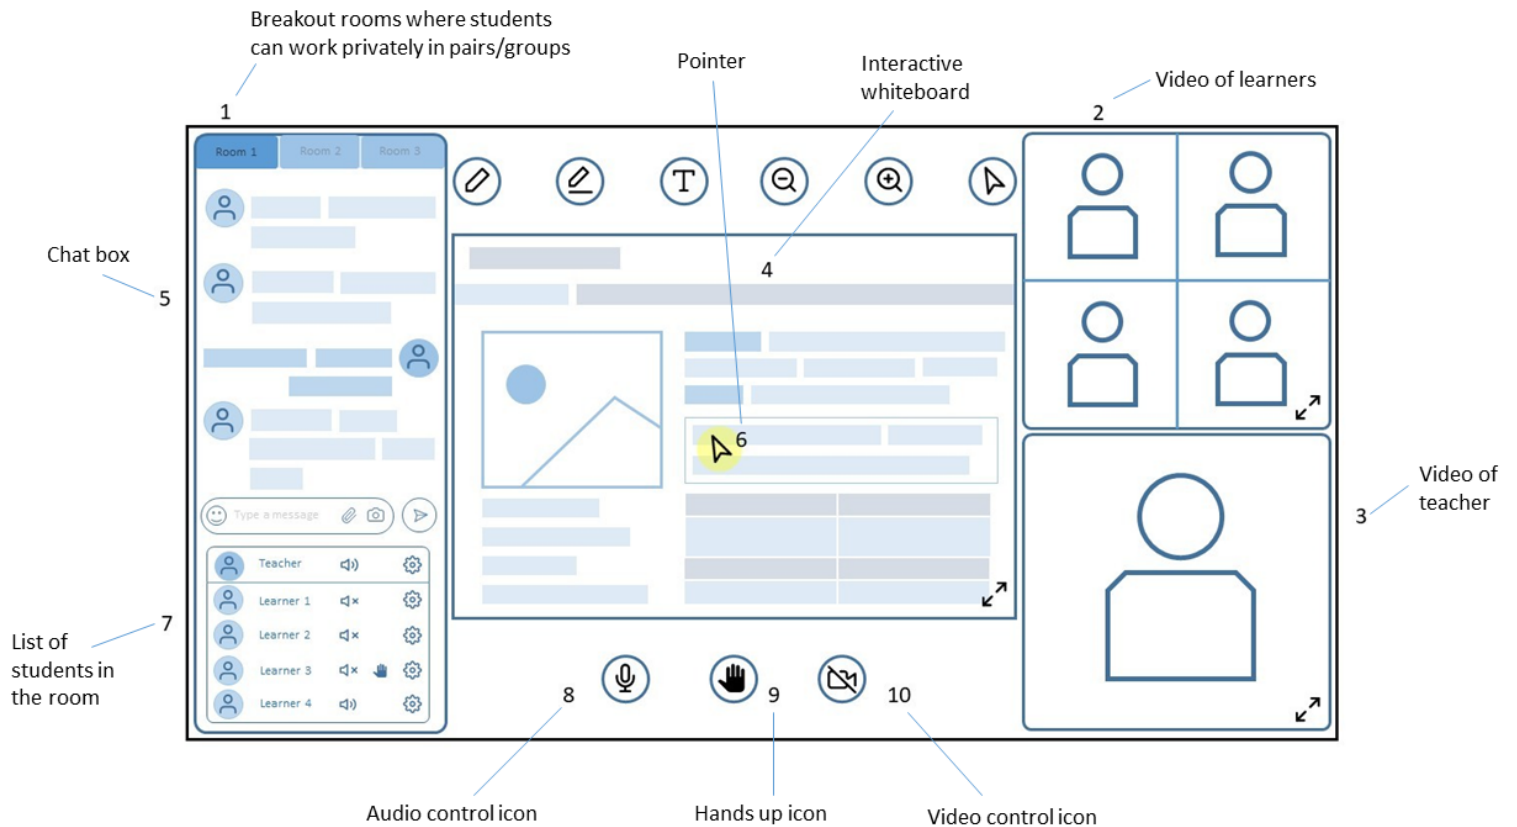 Breakout rooms where students
can work privately in pairs/groups
Pointer
Interactive
whiteboard
Video of learners
1
2
Room 1
Room 2
Room 3
T
Chat box
5
4
6
Type a message
Teacher
Learner 1
Learner 2
Learner 3
Learner 4
7
List of
students in
the room
Video of
teacher
3
8
9
10
Audio control icon
Hands up icon
Video control icon